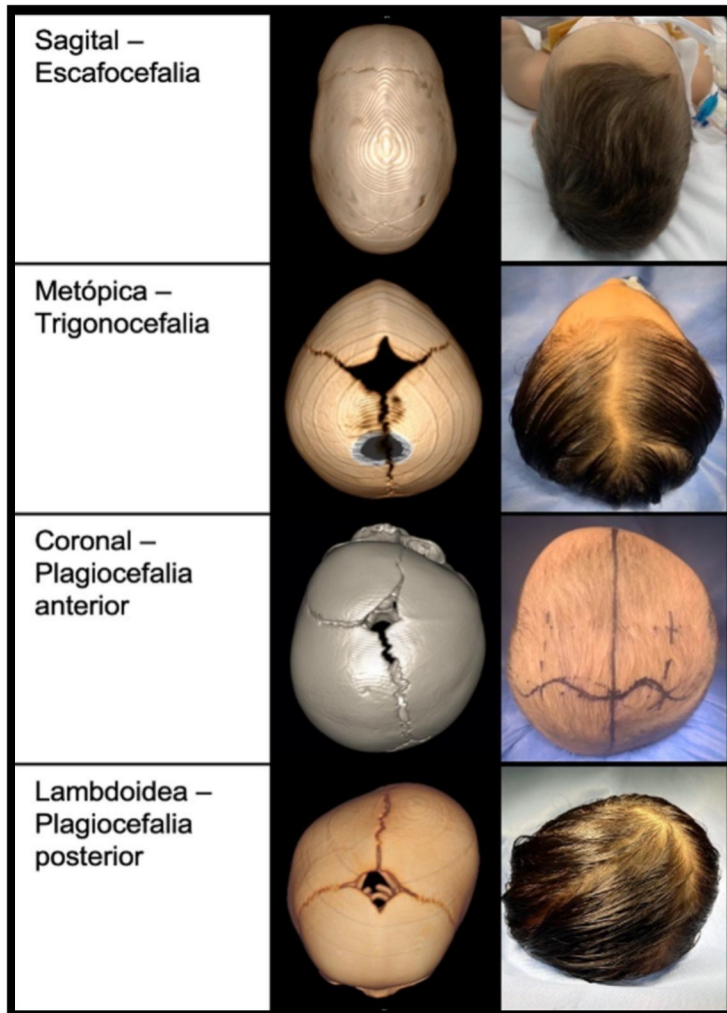 Sagital –
Escafocefalia
Metópica –
Trigonocefalia
Coronal –
Plagiocefalia
anterior
Lambdoidea –
Plagiocefalia
posterior